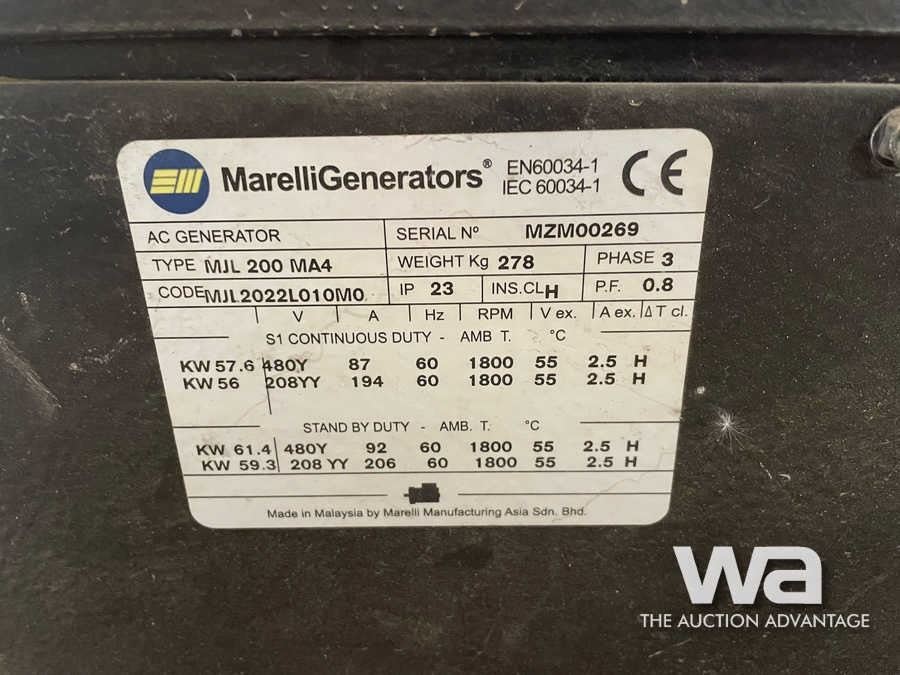 MarelliGenerators® EN60034-1
IEC 60034-1 CE
AC GENERATOR SERIAL Nº MZM00269
TYPE MJL 200 MA4 WEIGHT Kg 278 PHASE 3
CODE MJL2022L010M0 IP 23 INS.CL H P.F. 0.8
V A Hz RPM V ex. A ex. Δ T cl.
S1 CONTINUOUS DUTY - AMB T. °C
KW 57.6 480Y 87 60 1800 55 2.5 H
KW 56 208YY 194 60 1800 55 2.5 H
STAND BY DUTY - AMB. T. °C
KW 61.4 480Y 92 60 1800 55 2.5 H
KW 59.3 208 YY 206 60 1800 55 2.5 H
Made in Malaysia by Marelli Manufacturing Asia Sdn. Bhd.
wa
THE AUCTION ADVANTAGE